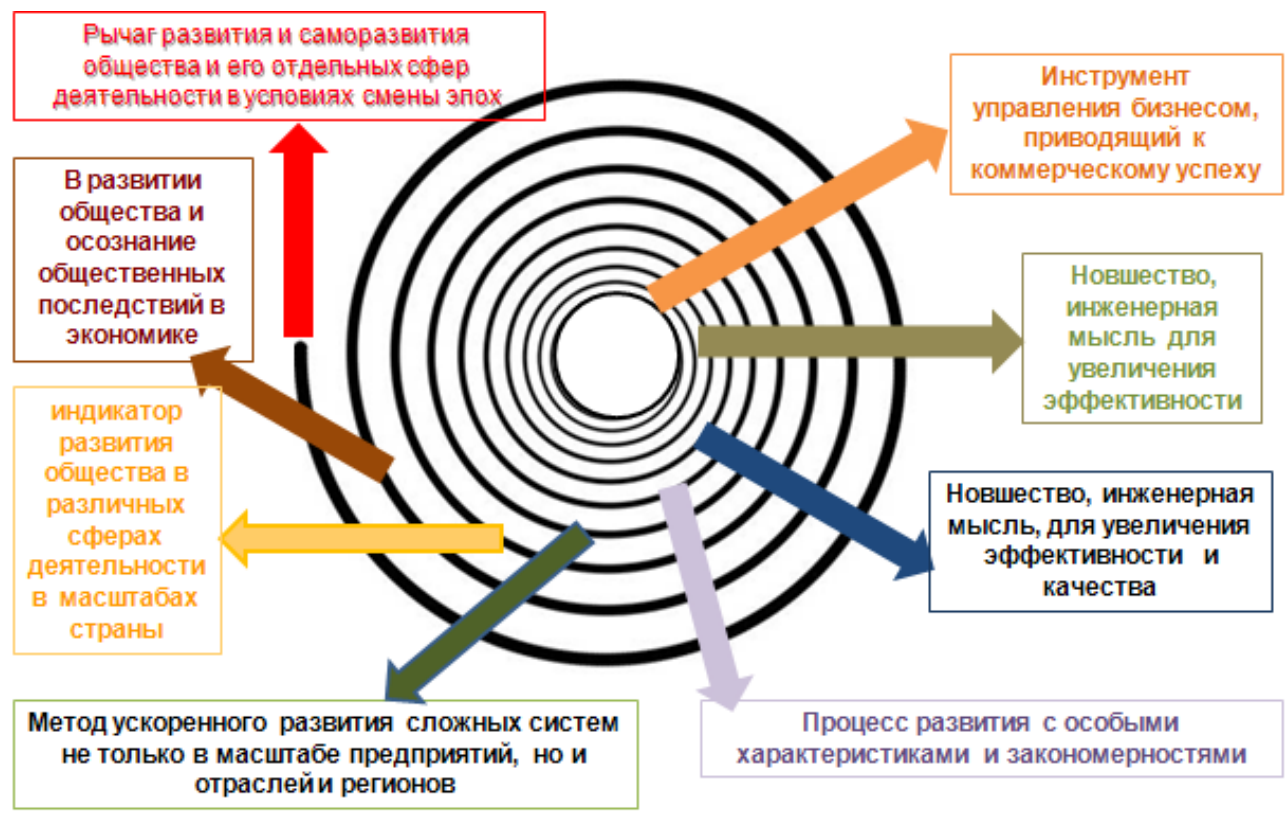 Рычаг развития и саморазвития
общества и его отдельных сфер
деятельности в условиях смены эпох
Инструмент
управления бизнесом,
приводящий к
коммерческому успеху
В развитии
общества и
осознание
общественных
последствий в
экономике
Новшество,
инженерная
мысль для
увеличения
эффективности
индикатор
развития
общества в
различных
сферах
деятельности
в масштабах
страны
Новшество, инженерная
мысль, для увеличения
эффективности и
качества
Метод ускоренного развития сложных систем
не только в масштабе предприятий, но и
отраслей и регионов
Процесс развития с особыми
характеристиками и закономерностями